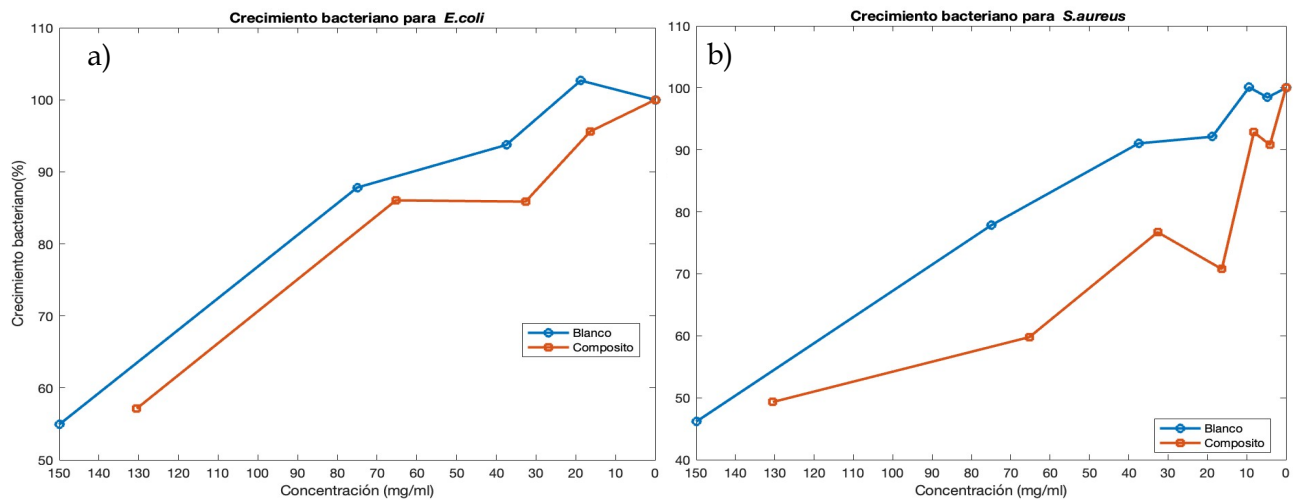 Crecimiento bacteriano para E.coli
a)
Crecimiento bacteriano(%)
110
100
90
80
70
60
50
150 140 130 120 110 100 90 80 70 60 50 40 30 20 10 0
Concentración (mg/ml)
Blanco
Composito
Crecimiento bacteriano para S.aureus
b)
110
100
90
80
70
60
50
40
150 140 130 120 110 100 90 80 70 60 50 40 30 20 10 0
Concentración (mg/ml)
Blanco
Composito